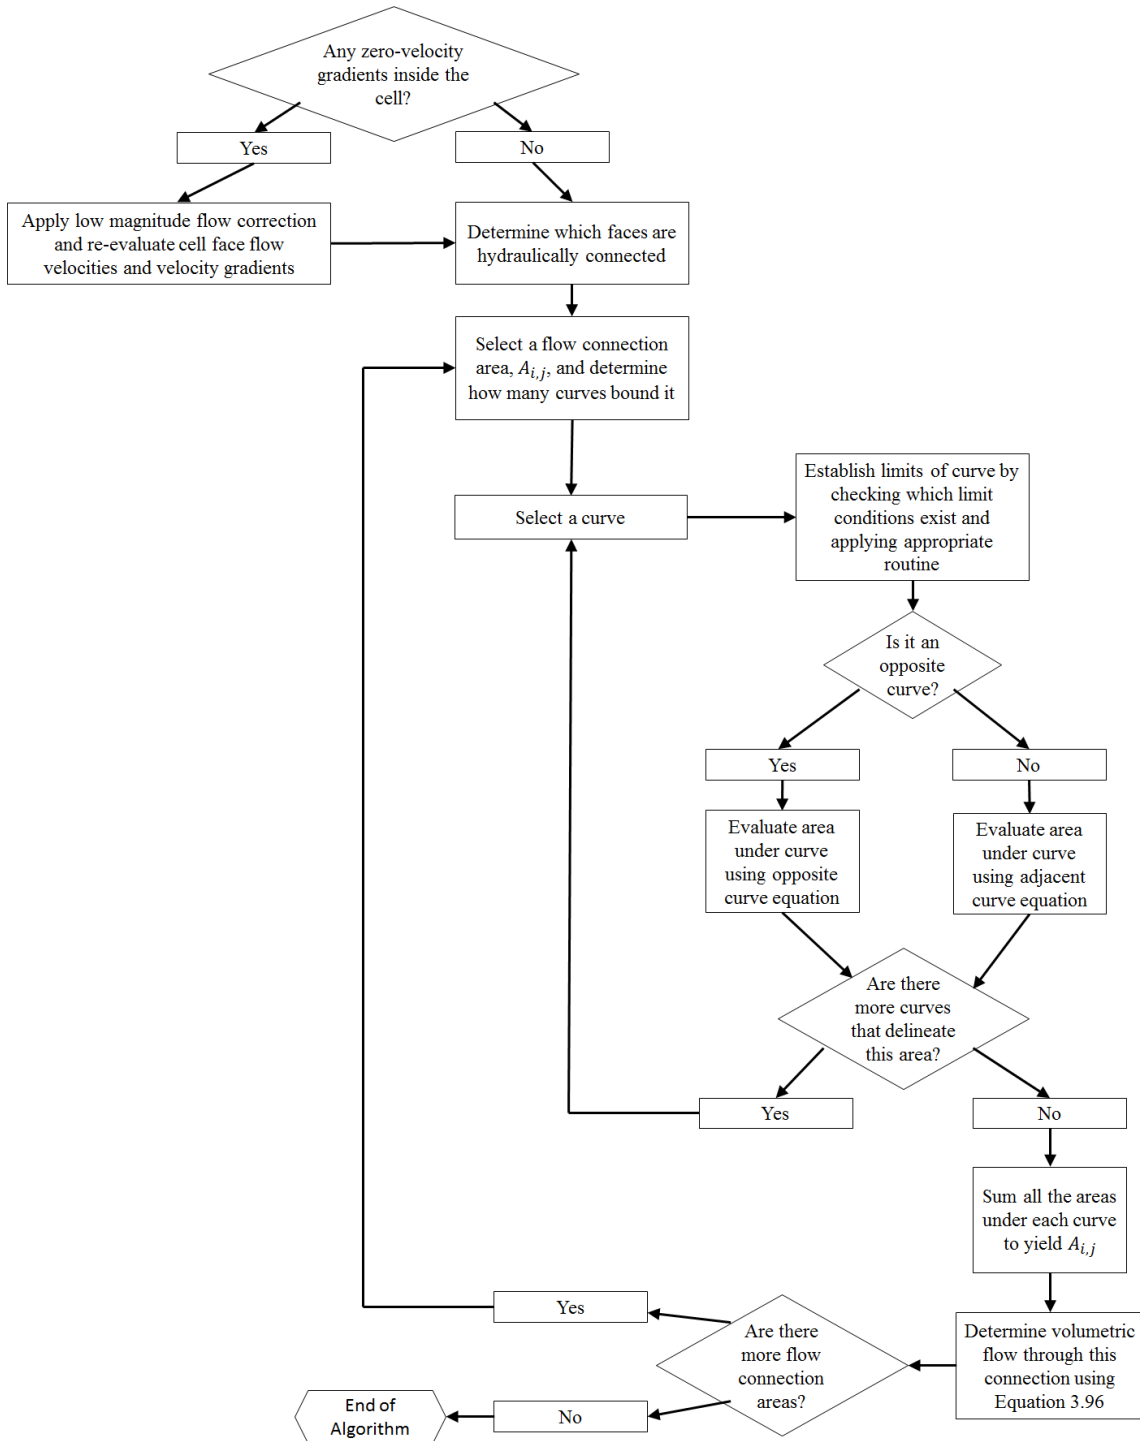 Any zero-velocity
gradients inside the
cell?
Yes
No
Apply low magnitude flow correction
and re-evaluate cell face flow
velocities and velocity gradients
Determine which faces are
hydraulically connected
Select a flow connection
area, A_{i,j}, and determine
how many curves bound it
Select a curve
Establish limits of curve by
checking which limit
conditions exist and
applying appropriate
routine
Is it an
opposite
curve?
Yes
No
Evaluate area
under curve
using opposite
curve equation
Evaluate area
under curve
using adjacent
curve equation
Are there
more curves
that delineate
this area?
Yes
No
Sum all the areas
under each curve
to yield A_{i,j}
Determine volumetric
flow through this
connection using
Equation 3.96
Are there
more flow
connection
areas?
Yes
No
End of
Algorithm